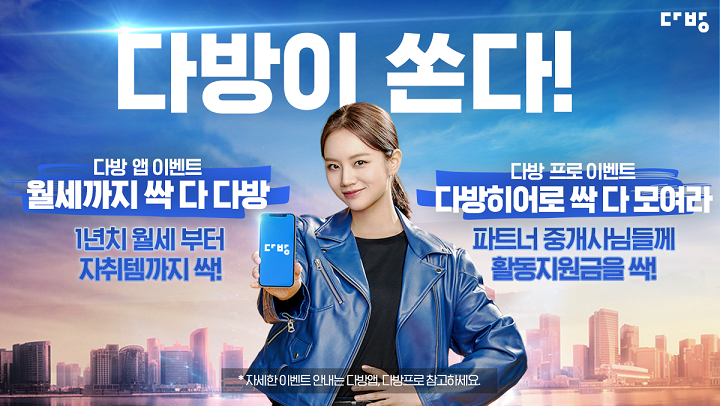 다방
다방이 쏜다!
다방 앱 이벤트
월세까지 싹 다 다방
1년치 월세 부터
자취템까지 싹!
다방 프로 이벤트
다방히어로 싹 다 모여라
파트너 중개사님들께
활동지원금을 싹!
다방
* 자세한 이벤트 안내는 다방앱, 다방프로 참고하세요.